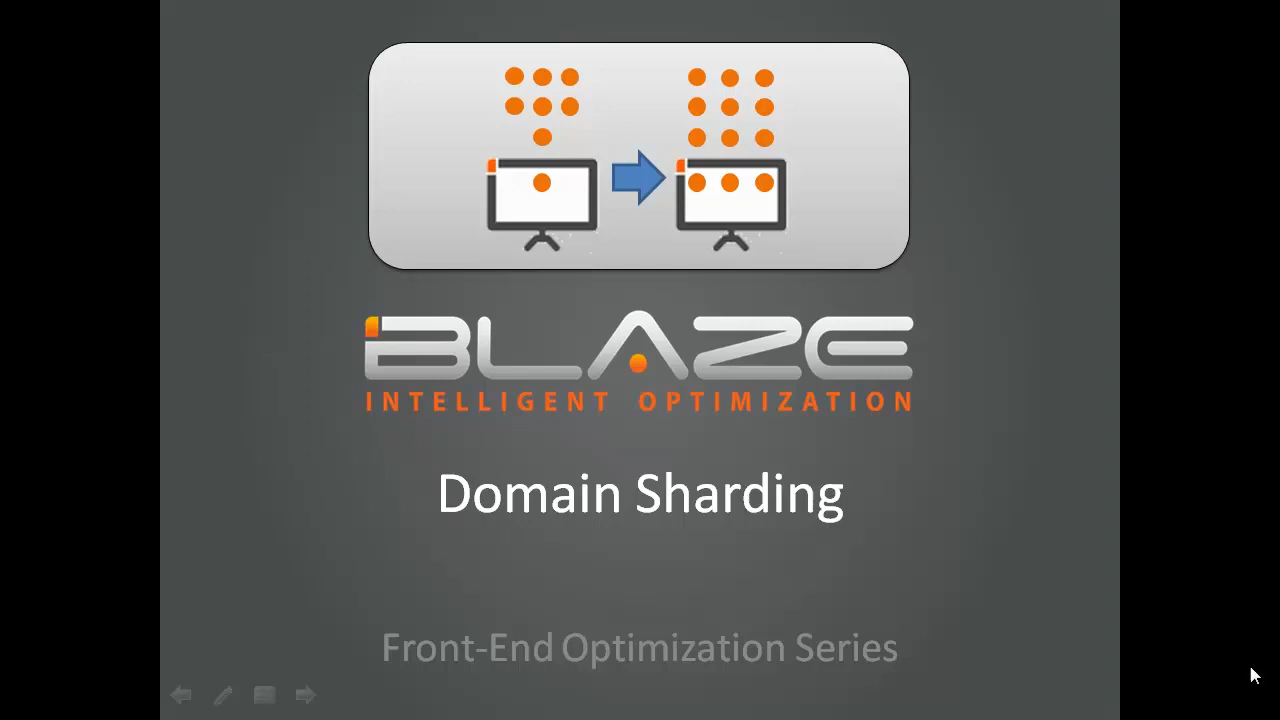 BLAZE
INTELLIGENT OPTIMIZATION
Domain Sharding
Front-End Optimization Series